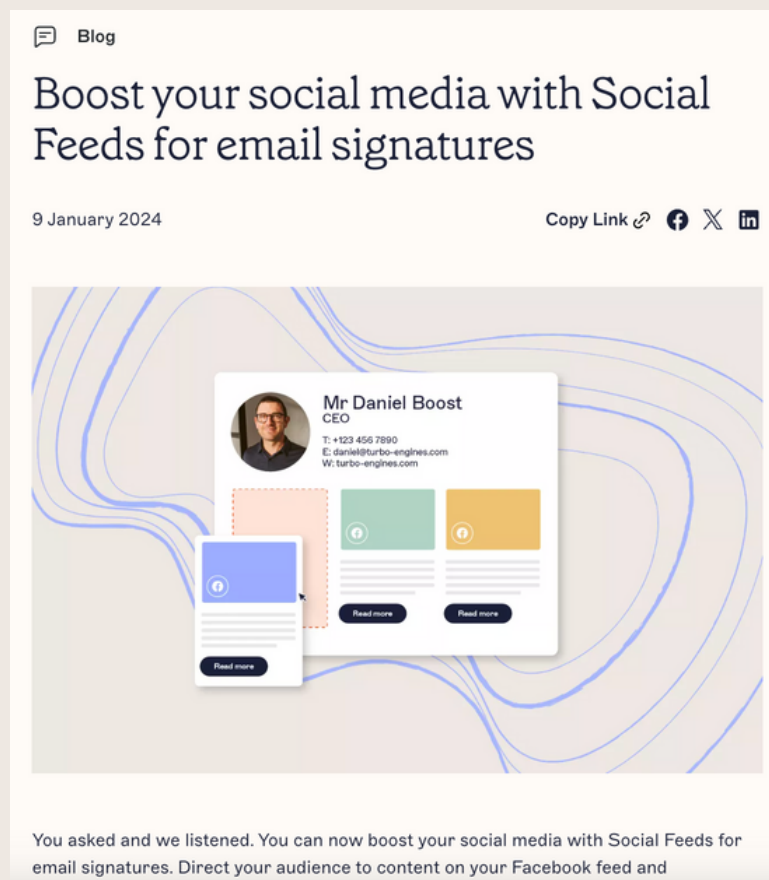 Blog
Boost your social media with Social
Feeds for email signatures
9 January 2024
Copy Link
Mr Daniel Boost
CEO
T: +123 456 7890
E: daniel@turbo-engines.com
W: turbo-engines.com
Read more
Read more
Read more
You asked and we listened. You can now boost your social media with Social Feeds for
email signatures. Direct your audience to content on your Facebook feed and